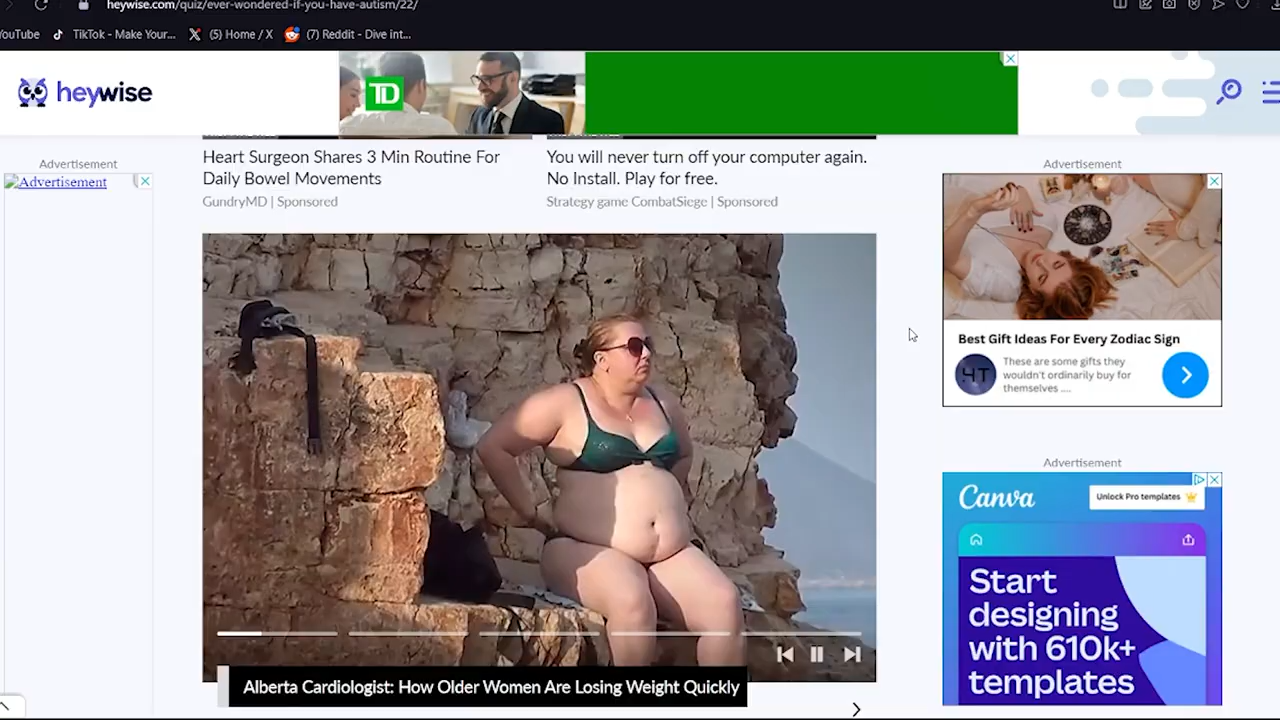 heywise.com/quiz/ever-wondered-if-you-have-autism/22/
YouTube
TikTok - Make Your...
(5) Home / X
(7) Reddit - Dive int...
heywise
TD
Advertisement
Advertisement
Heart Surgeon Shares 3 Min Routine For
Daily Bowel Movements
GundryMD | Sponsored
You will never turn off your computer again.
No Install. Play for free.
Strategy game CombatSiege | Sponsored
Alberta Cardiologist: How Older Women Are Losing Weight Quickly
Advertisement
Best Gift Ideas For Every Zodiac Sign
HT
These are some gifts they
wouldn't ordinarily buy for
themselves ....
Advertisement
Canva
Unlock Pro templates
Start
designing
with 610k+
templates